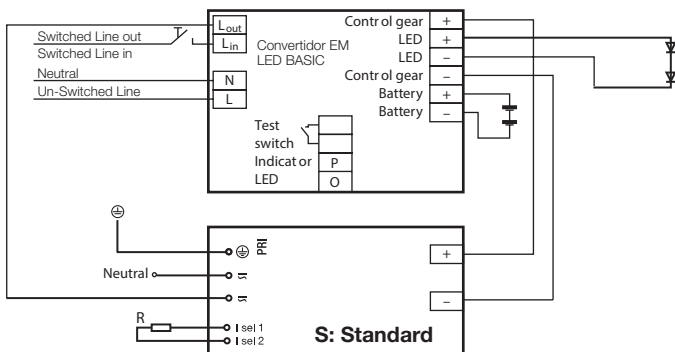 Switched Line out
Switched Line in
Neutral
Un-Switched Line
Lout
Lin
N
L
Convertidor EM
LED BASIC
Control gear +
LED +
LED –
Control gear –
Battery +
Battery –
Test
switch
Indicator P
LED O
PRI
Neutral
R
I sel 1
I sel 2
+
–
S: Standard